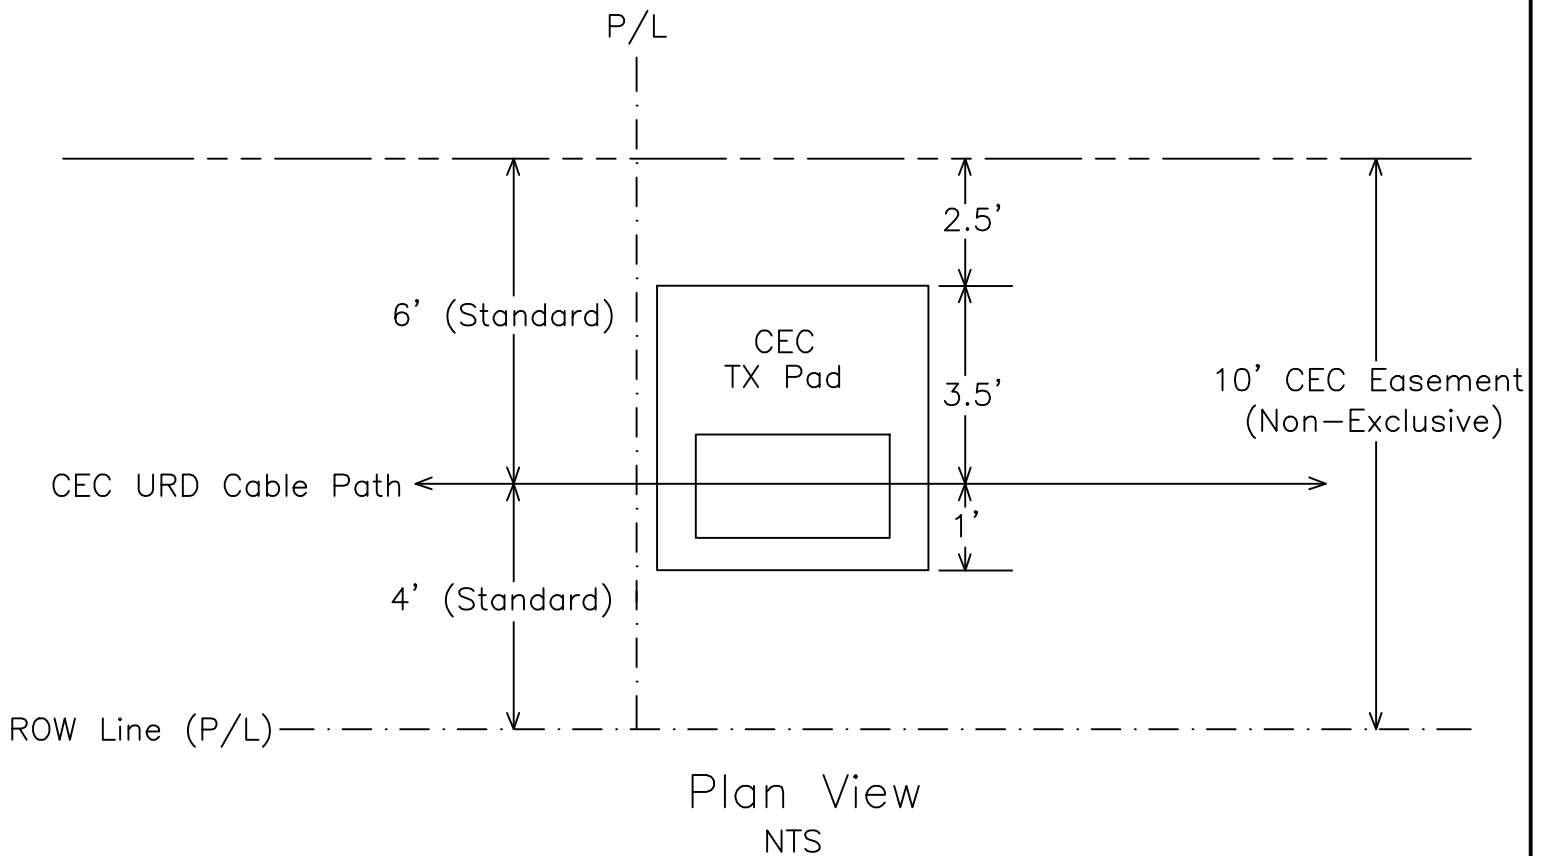 P/L
2.5'
6' (Standard)
CEC
TX Pad
3.5'
10' CEC Easement
(Non-Exclusive)
CEC URD Cable Path
1'
4' (Standard)
ROW Line (P/L)
Plan View
NTS